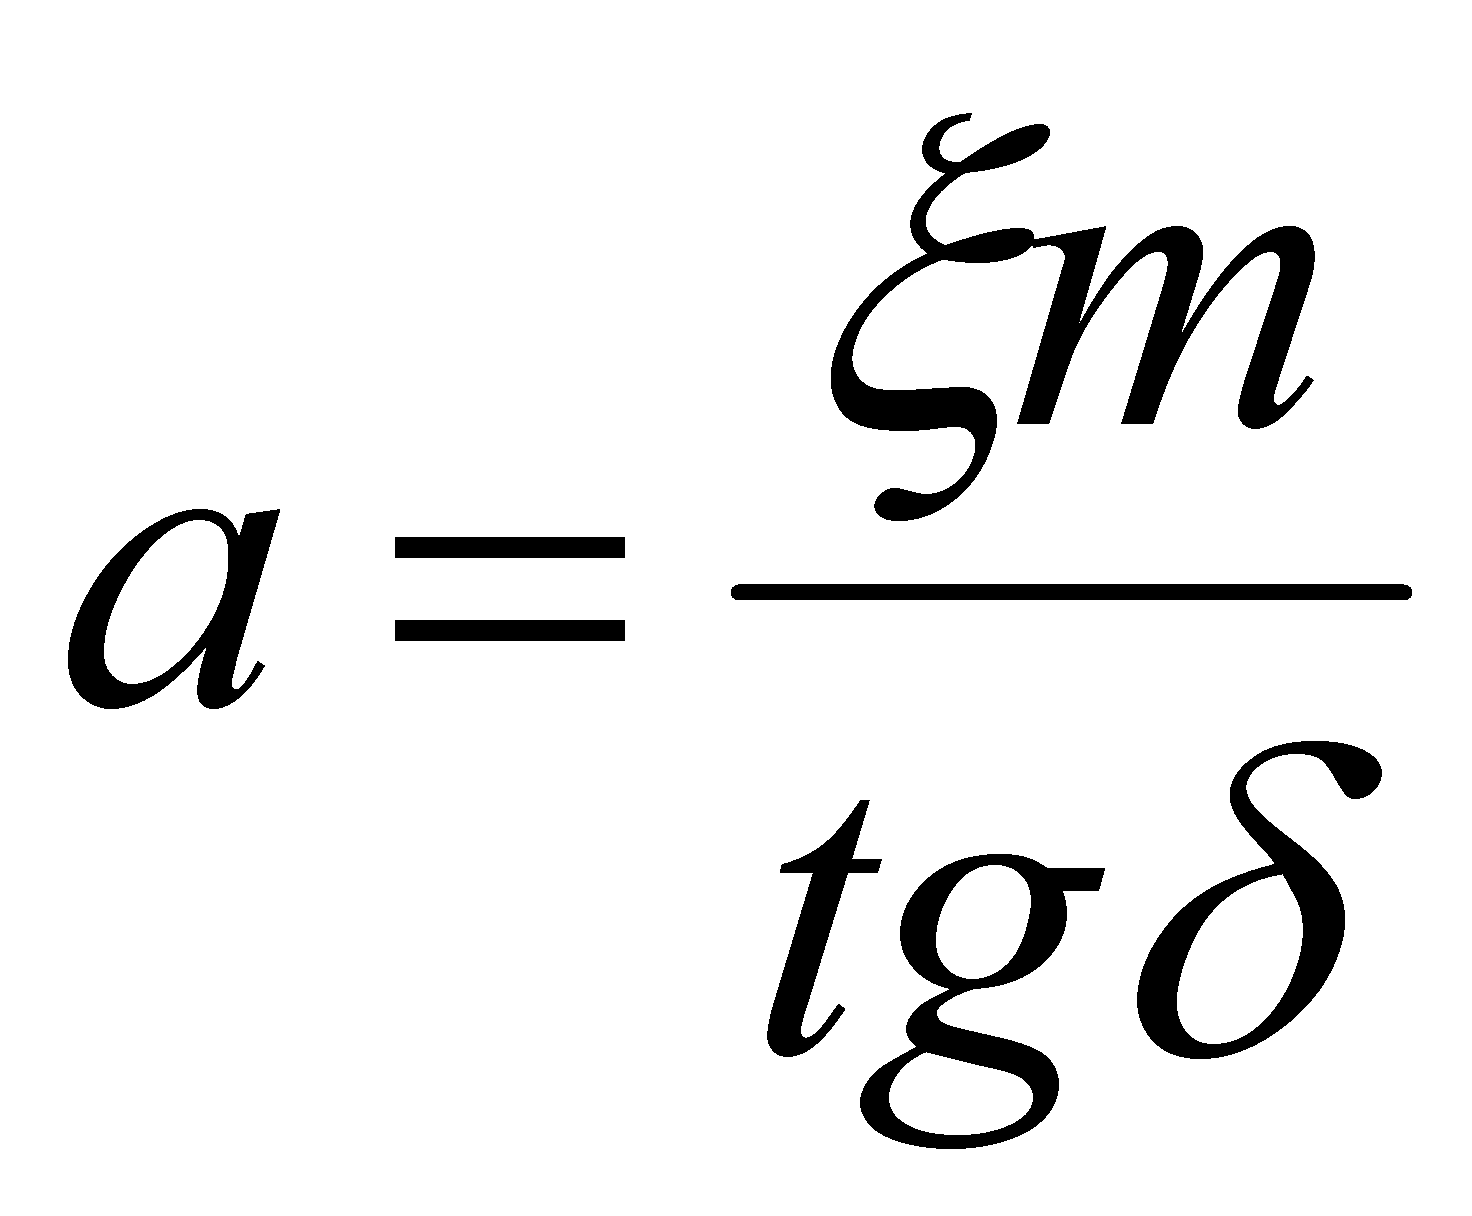 a = ξm / tgδ